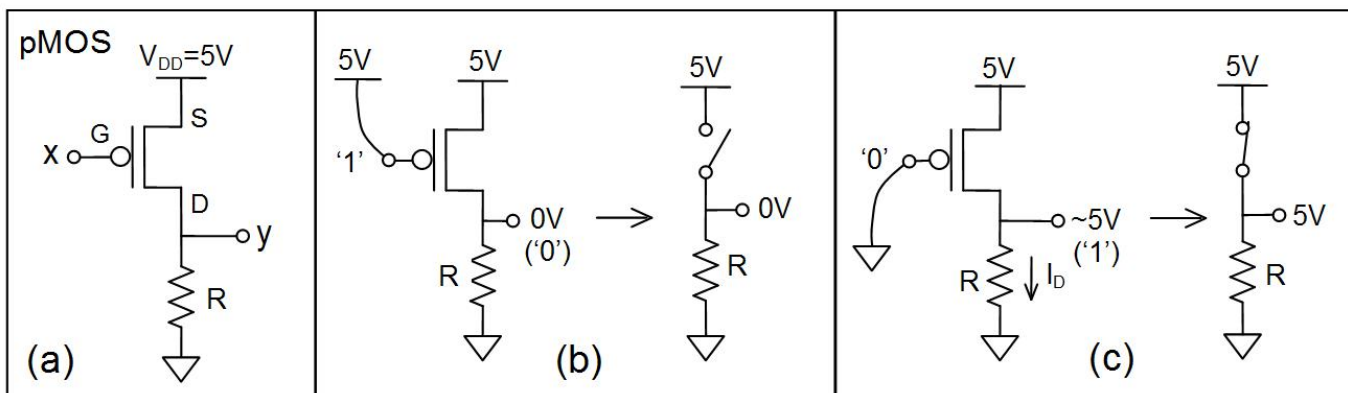 pMOS
V_DD=5V
G
S
x
D
y
R
(a)
5V
5V
5V
‘1’
0V
(‘0’)
0V
R
R
(b)
5V
5V
‘0’
~5V
(‘1’)
5V
R
I_D
R
(c)